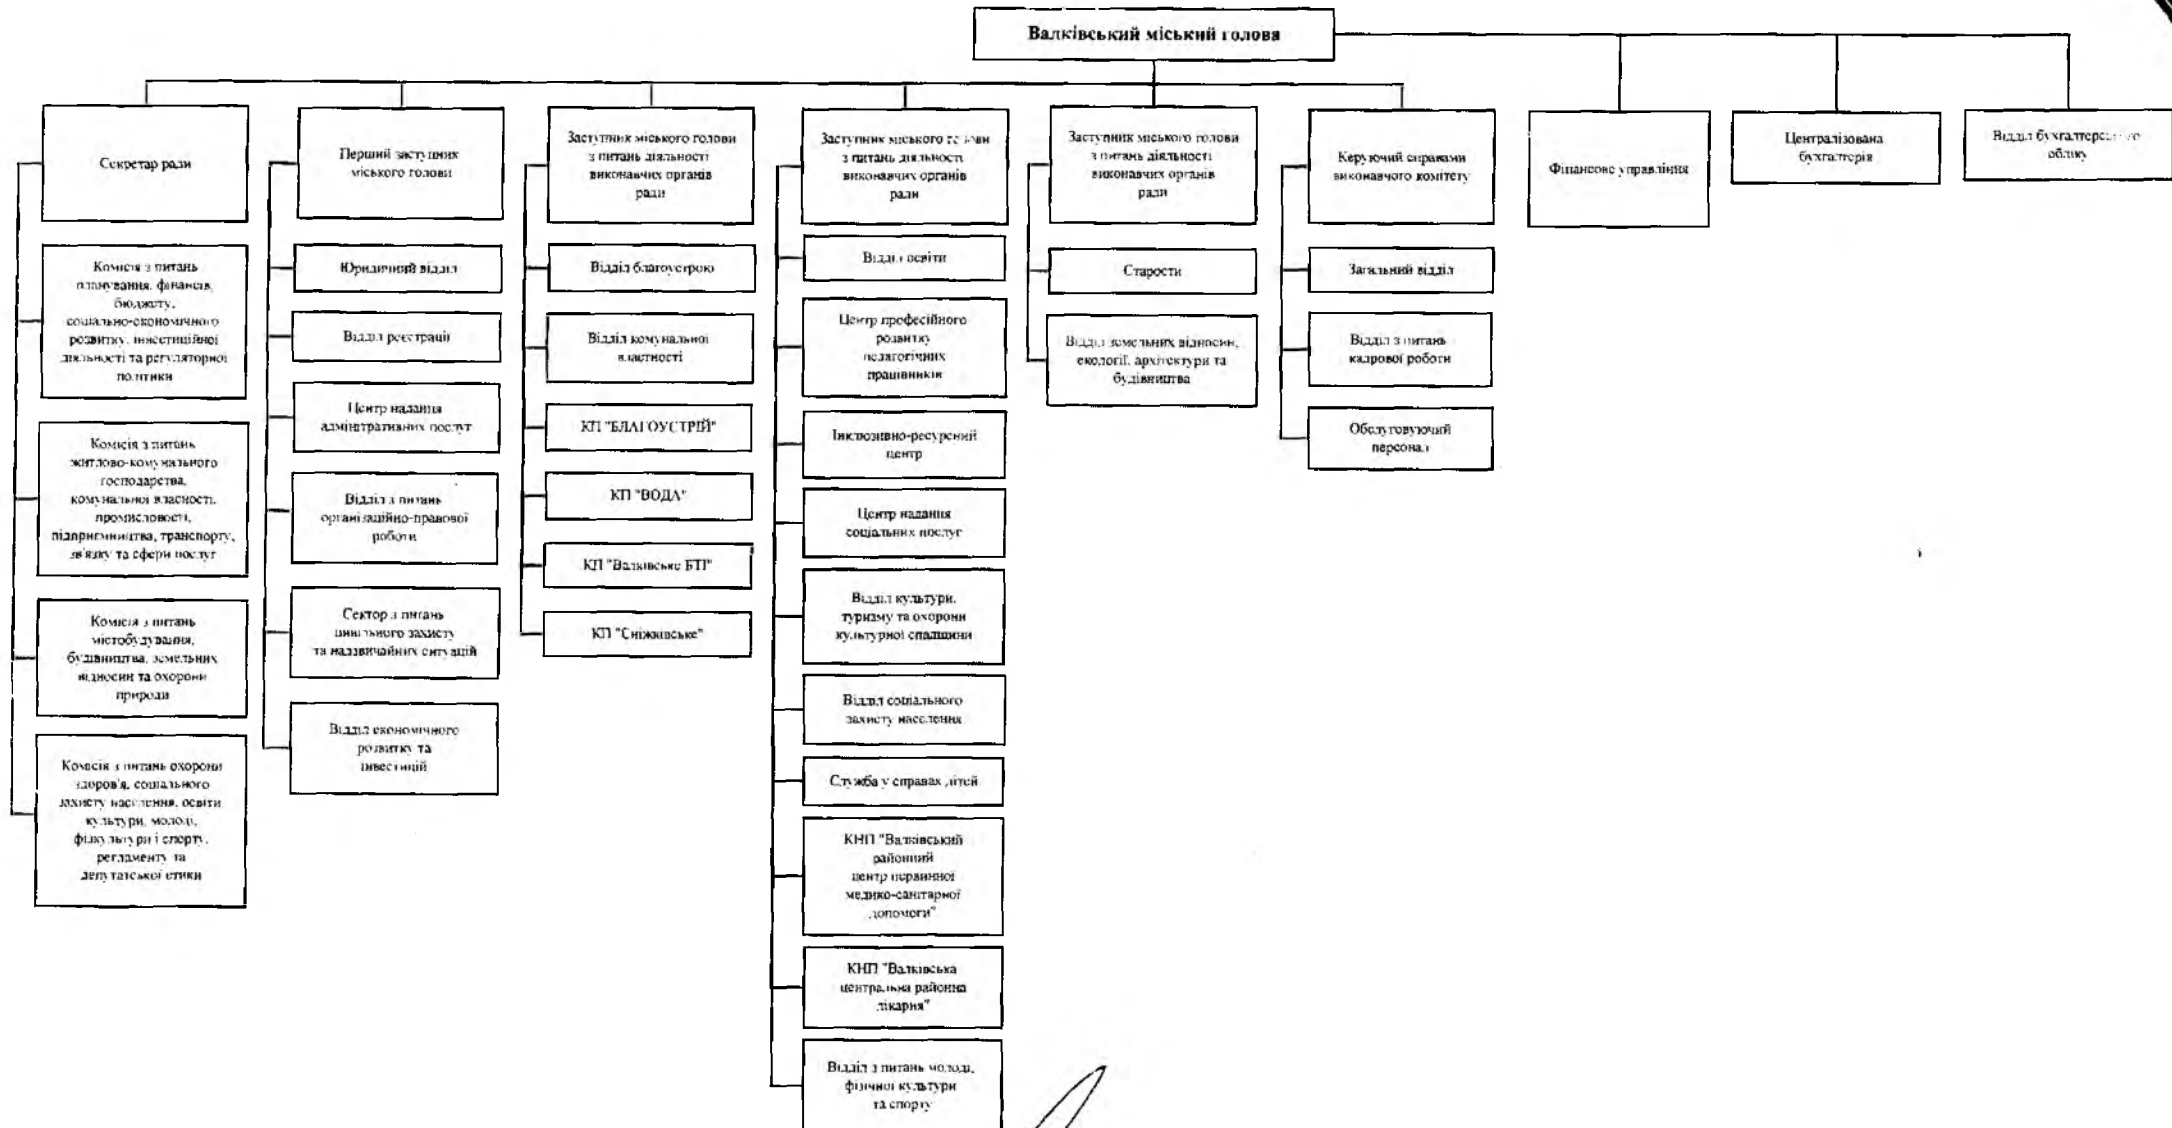 Валківський міський голова
Секретар ради
Комісія з питань
планування, фінансів,
бюджету,
соціально-економічного
розвитку, інвестиційної
діяльності та регуляторної
політики
Комісія з питань
житлово-комунального
господарства,
комунальної власності,
промисловості,
підприємництва, транспорту,
зв'язку та сфери послуг
Комісія з питань
містобудування,
будівництва, земельних
відносин та охорони
природи
Комісія з питань охорони
здоров'я, соціального
захисту населення, освіти
культури, молоді,
фізкультури і спорту,
регламенту та
депутатської етики
Перший заступник
міського голови
Юридичний відділ
Відділ реєстрації
Центр надання
адміністративних послуг
Відділ з питань
організаційно-правової
роботи
Сектор з питань
цивільного захисту
та надзвичайних ситуацій
Відділ економічного
розвитку та
інвестицій
Заступник міського голови
з питань діяльності
виконавчих органів
ради
Відділ благоустрою
Відділ комунальної
власності
КП "БЛАГОУСТРІЙ"
КП "ВОДА"
КП "Валківське БТІ"
КП "Сніжківське"
Заступник міського голови
з питань діяльності
виконавчих органів
ради
Відділ освіти
Центр професійного
розвитку
педагогічних
працівників
Інклюзивно-ресурсний
центр
Центр надання
соціальних послуг
Відділ культури,
туризму та охорони
культурної спадщини
Відділ соціального
захисту населення
Служба у справах дітей
КНП "Валківський
районний
центр первинної
медико-санітарної
допомоги"
КНП "Валківська
центральна районна
лікарня"
Відділ з питань молоді,
фізичної культури
та спорту
Заступник міського голови
з питань діяльності
виконавчих органів
ради
Старости
Відділ земельних відносин,
екології, архітектури та
будівництва
Керуючий справами
виконавчого комітету
Загальний відділ
Відділ з питань
кадрової роботи
Обслуговуючий
персонал
Фінансове управління
Централізована
бухгалтерія
Відділ бухгалтерського
обліку